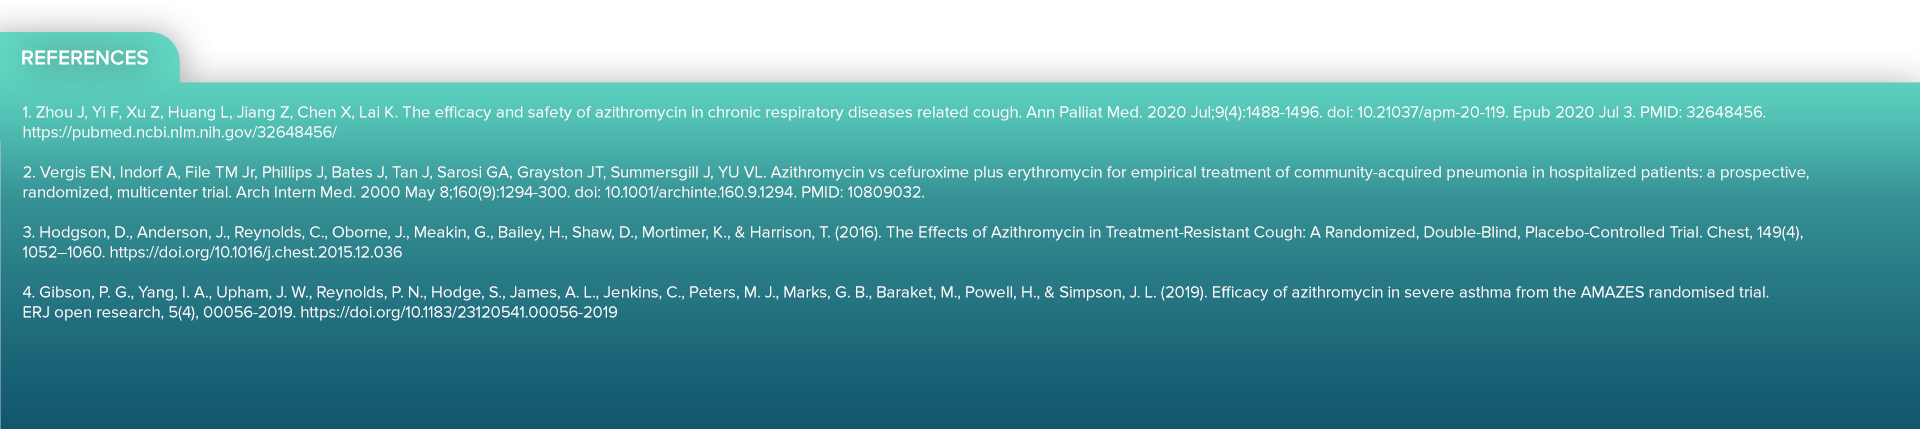 REFERENCES
1. Zhou J, Yi F, Xu Z, Huang L, Jiang Z, Chen X, Lai K. The efficacy and safety of azithromycin in chronic respiratory diseases related cough. Ann Palliat Med. 2020 Jul;9(4):1488-1496. doi: 10.21037/apm-20-119. Epub 2020 Jul 3. PMID: 32648456.
https://pubmed.ncbi.nlm.nih.gov/32648456/
2. Vergis EN, Indorf A, File TM Jr, Phillips J, Bates J, Tan J, Sarosi GA, Grayston JT, Summersgill J, YU VL. Azithromycin vs cefuroxime plus erythromycin for empirical treatment of community-acquired pneumonia in hospitalized patients: a prospective,
randomized, multicenter trial. Arch Intern Med. 2000 May 8;160(9):1294-300. doi: 10.1001/archinte.160.9.1294. PMID: 10809032.
3. Hodgson, D., Anderson, J., Reynolds, C., Oborne, J., Meakin, G., Bailey, H., Shaw, D., Mortimer, K., & Harrison, T. (2016). The Effects of Azithromycin in Treatment-Resistant Cough: A Randomized, Double-Blind, Placebo-Controlled Trial. Chest, 149(4),
1052–1060. https://doi.org/10.1016/j.chest.2015.12.036
4. Gibson, P. G., Yang, I. A., Upham, J. W., Reynolds, P. N., Hodge, S., James, A. L., Jenkins, C., Peters, M. J., Marks, G. B., Baraket, M., Powell, H., & Simpson, J. L. (2019). Efficacy of azithromycin in severe asthma from the AMAZES randomised trial.
ERJ open research, 5(4), 00056-2019. https://doi.org/10.1183/23120541.00056-2019